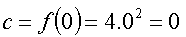 c = f(0) = 4.0² = 0